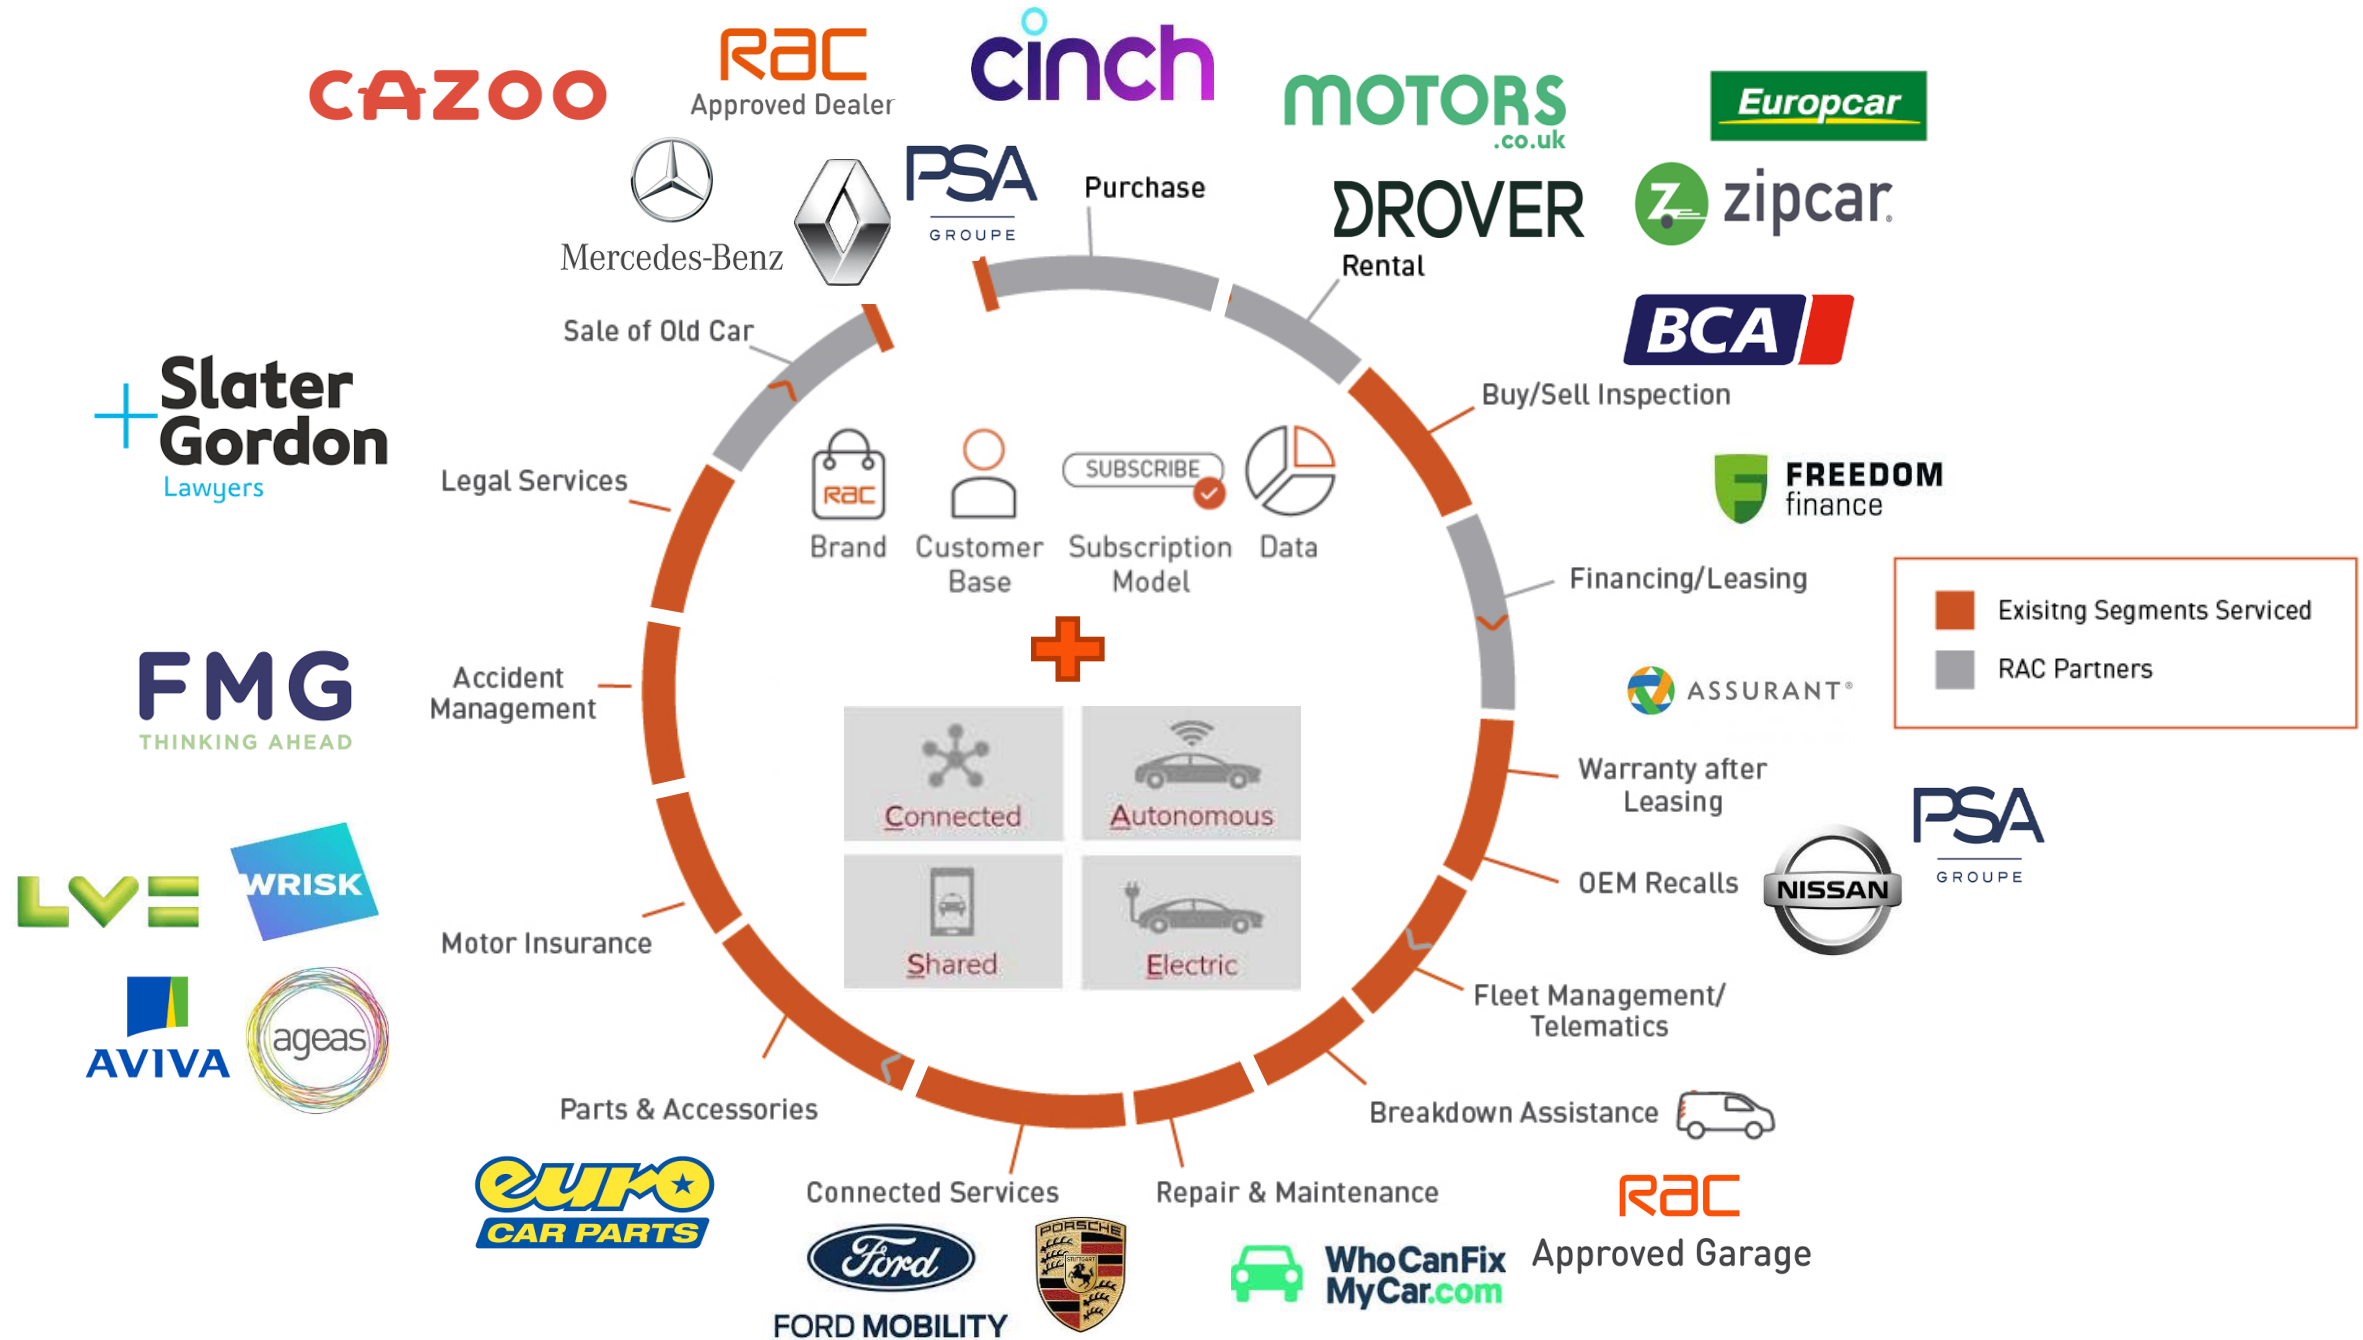 CAZOO
RAC
Approved Dealer
cinch
MOTORS
.co.uk
Europcar
Mercedes-Benz
PSA
GROUPE
Purchase
DROVER
zipcar®
Rental
Sale of Old Car
BCA
Buy/Sell Inspection
Slater
Gordon
Lawyers
Legal Services
RAC
SUBSCRIBE
Brand
Customer
Base
Subscription
Model
Data
FREEDOM
finance
Financing/Leasing
Exisitng Segments Serviced
RAC Partners
FMG
THINKING AHEAD
Accident
Management
ASSURANT®
Connected
Autonomous
Shared
Electric
Warranty after
Leasing
PSA
GROUPE
OEM Recalls
NISSAN
LV=
WRISK
Motor Insurance
AVIVA
ageas
Fleet Management/
Telematics
Parts & Accessories
Breakdown Assistance
euro
CAR PARTS
Connected Services
Repair & Maintenance
RAC
Approved Garage
Ford
FORD MOBILITY
PORSCHE
STUTTGART
WhoCanFix
MyCar.com